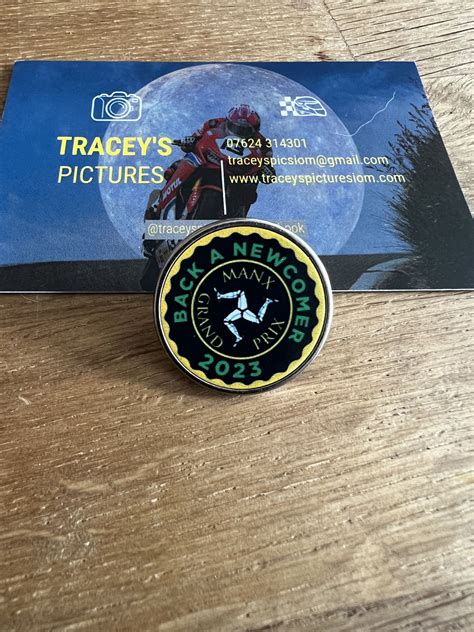 TRACEY'S
PICTURES
07624 314301
traceyspicsiom@gmail.com
www.traceyspicturesiom.com
BACK A NEWCOMER
MANX
GRAND PRIX
2023